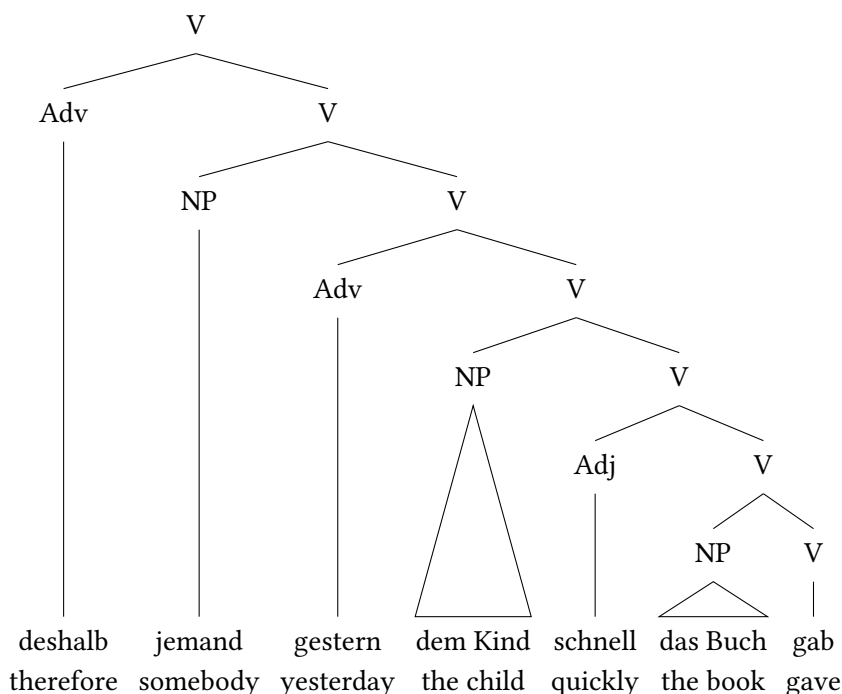 V
Adv V
NP V
Adv V
NP V
Adj V
NP V
deshalb jemand gestern dem Kind schnell das Buch gab
therefore somebody yesterday the child quickly the book gave